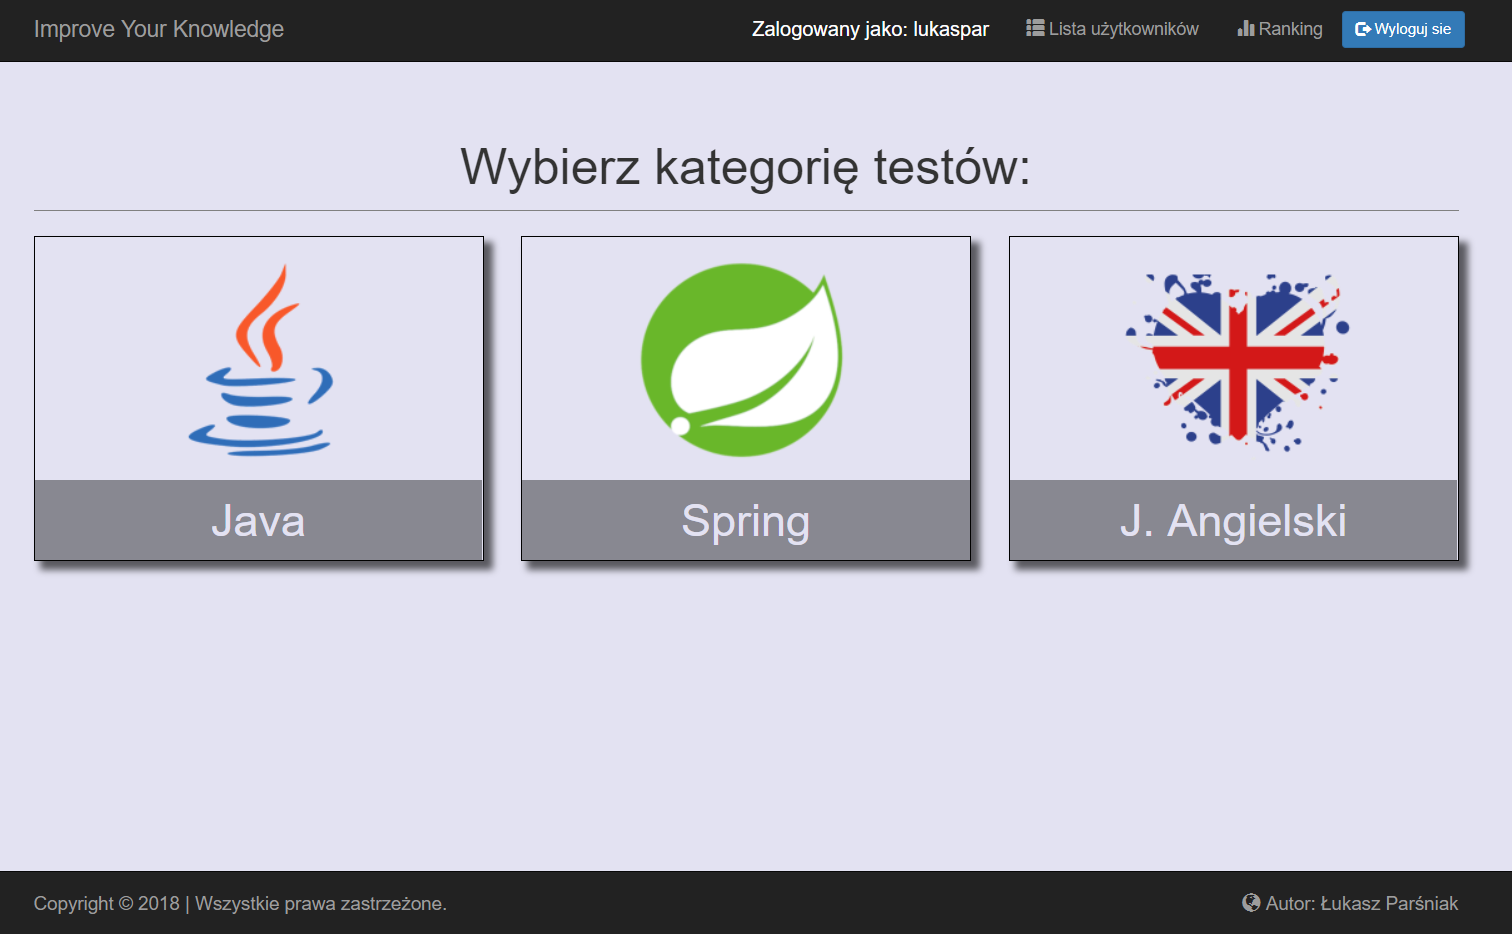 Improve Your Knowledge
Zalogowany jako: lukaspar
Lista użytkowników
Ranking
Wyloguj sie
Wybierz kategorię testów:
Java
Spring
J. Angielski
Copyright © 2018 | Wszystkie prawa zastrzeżone.
Autor: Łukasz Parśniak